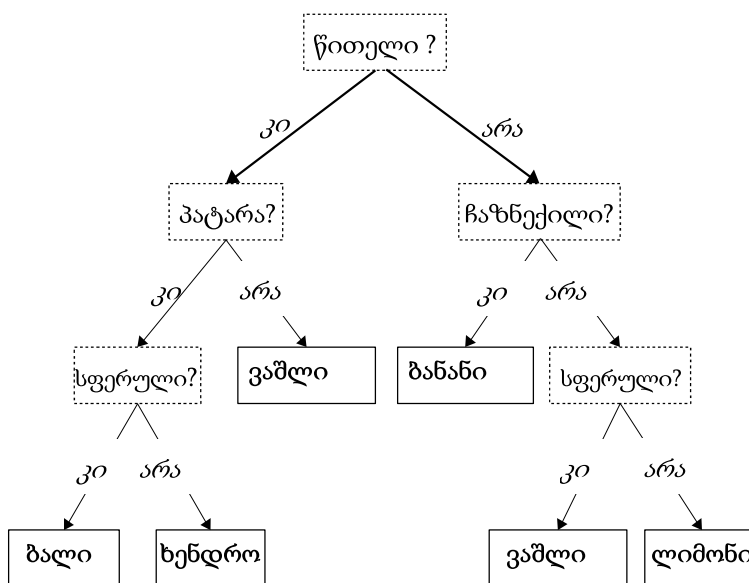 წითელი ?
კი
არა
პატარა?
ჩაზნექილი?
კი
არა
კი
არა
სფერული?
ვაშლი
ბანანი
სფერული?
კი
არა
კი
არა
ბალი
ხენდრო
ვაშლი
ლიმონი